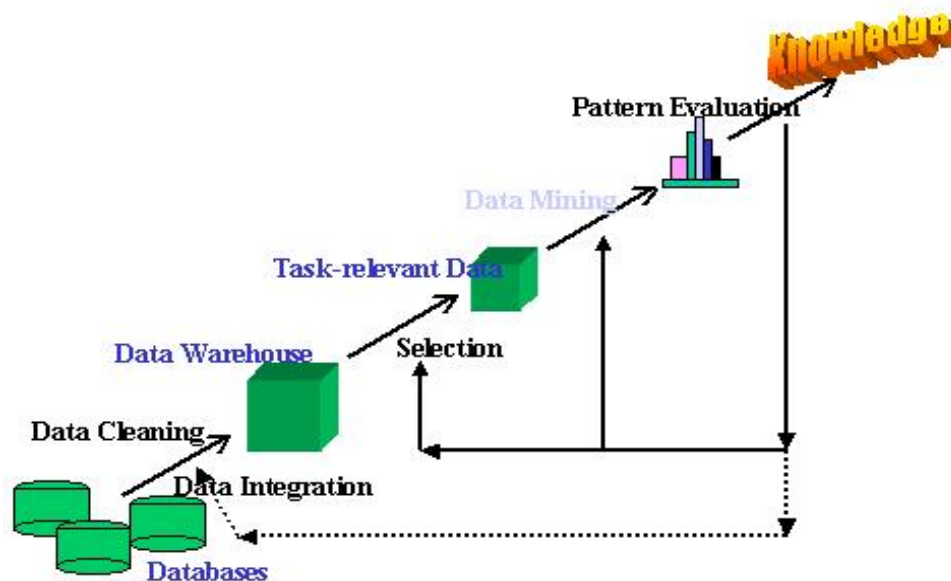 Knowledge
Pattern Evaluation
Data Mining
Task-relevant Data
Data Warehouse
Selection
Data Cleaning
Data Integration
Databases